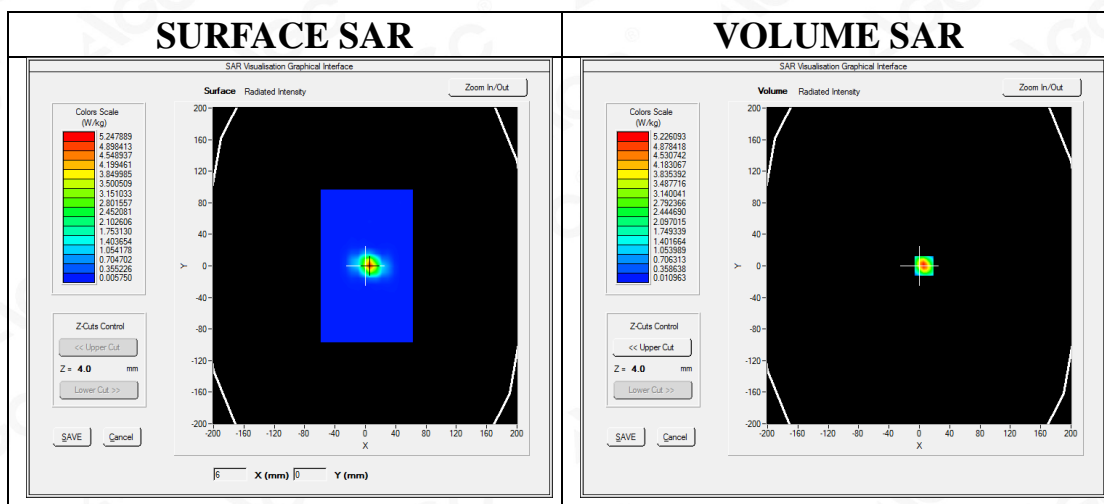 SURFACE SAR
SAR Visualisation Graphical Interface
Surface Radiated Intensity
Zoom In/Out
Colors Scale
(W/kg)
5.247889
4.898413
4.548937
4.199461
3.849985
3.500509
3.151033
2.801557
2.452081
2.102606
1.753130
1.403654
1.054178
0.704702
0.355226
0.005750
Z-Cuts Control
<< Upper Cut
Z = 4.0 mm
Lower Cut >>
SAVE Cancel
Y
200
160
120
80
40
0
-40
-80
-120
-160
-200
-200 -160 -120 -80 -40 0 40 80 120 160 200
X
6 X (mm) 0 Y (mm)
VOLUME SAR
SAR Visualisation Graphical Interface
Volume Radiated Intensity
Zoom In/Out
Colors Scale
(W/kg)
5.226093
4.878418
4.530742
4.183067
3.835392
3.487716
3.140041
2.792366
2.444690
2.097015
1.749339
1.401664
1.053989
0.706313
0.358638
0.010963
Z-Cuts Control
<< Upper Cut
Z = 4.0 mm
Lower Cut >>
SAVE Cancel
Y
200
160
120
80
40
0
-40
-80
-120
-160
-200
-200 -160 -120 -80 -40 0 40 80 120 160 200
X